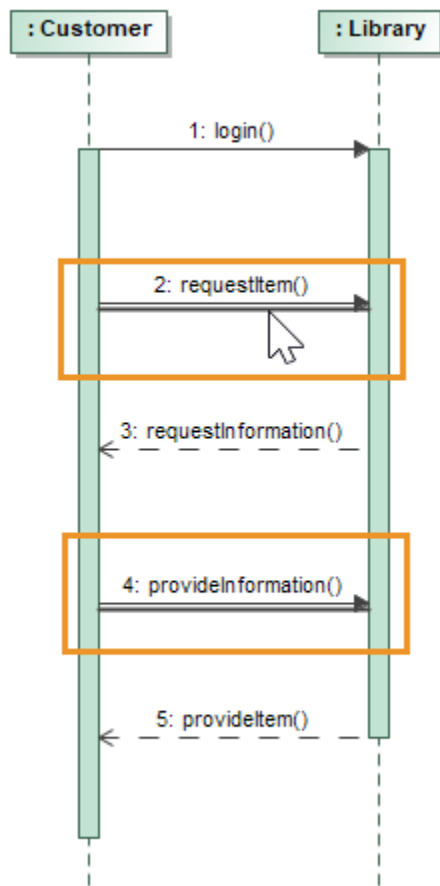 : Customer
: Library
1: login()
2: requestItem()
3: requestInformation()
4: provideInformation()
5: provideItem()